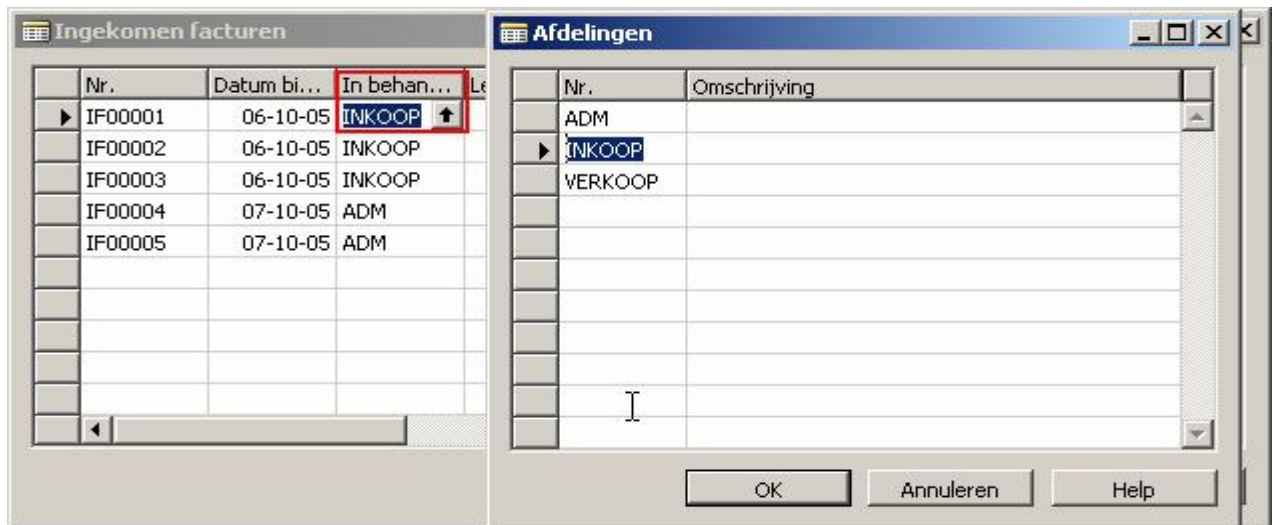 Ingekomen facturen
Nr. Datum bi... In behan... Le
IF00001 06-10-05 INKOOP
IF00002 06-10-05 INKOOP
IF00003 06-10-05 INKOOP
IF00004 07-10-05 ADM
IF00005 07-10-05 ADM
Afdelingen
Nr. Omschrijving
ADM
INKOOP
VERKOOP
OK Annuleren Help